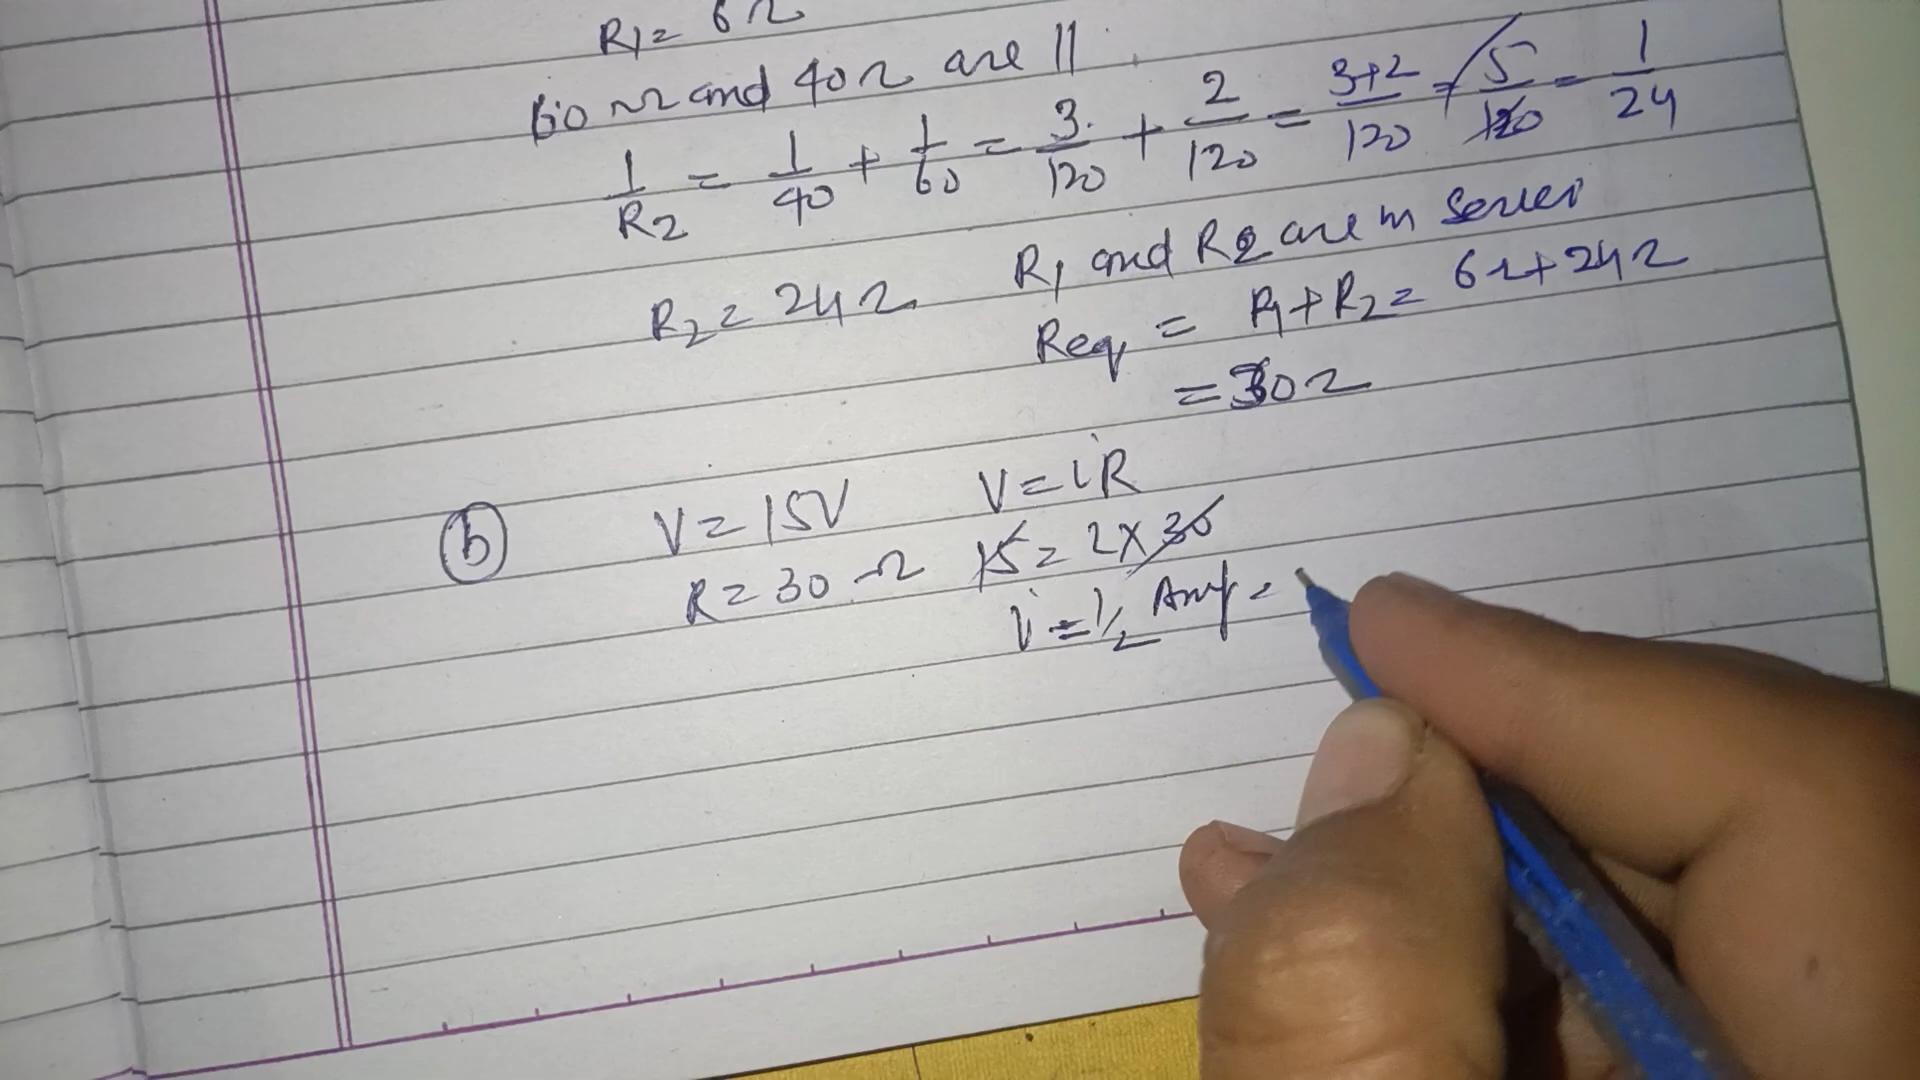 R1 = 6Ω
60Ω and 40Ω are ||
1/R2 = 1/40 + 1/60 = 3/120 + 2/120 = 3+2/120 = 5/120 = 1/24
R2 = 24Ω
R1 and R2 are in series
Req = R1 + R2 = 6Ω + 24Ω
= 30Ω
(b) V = 15V V = iR
R = 30Ω 15 = 2 X 30
i = 1/2 Amp =